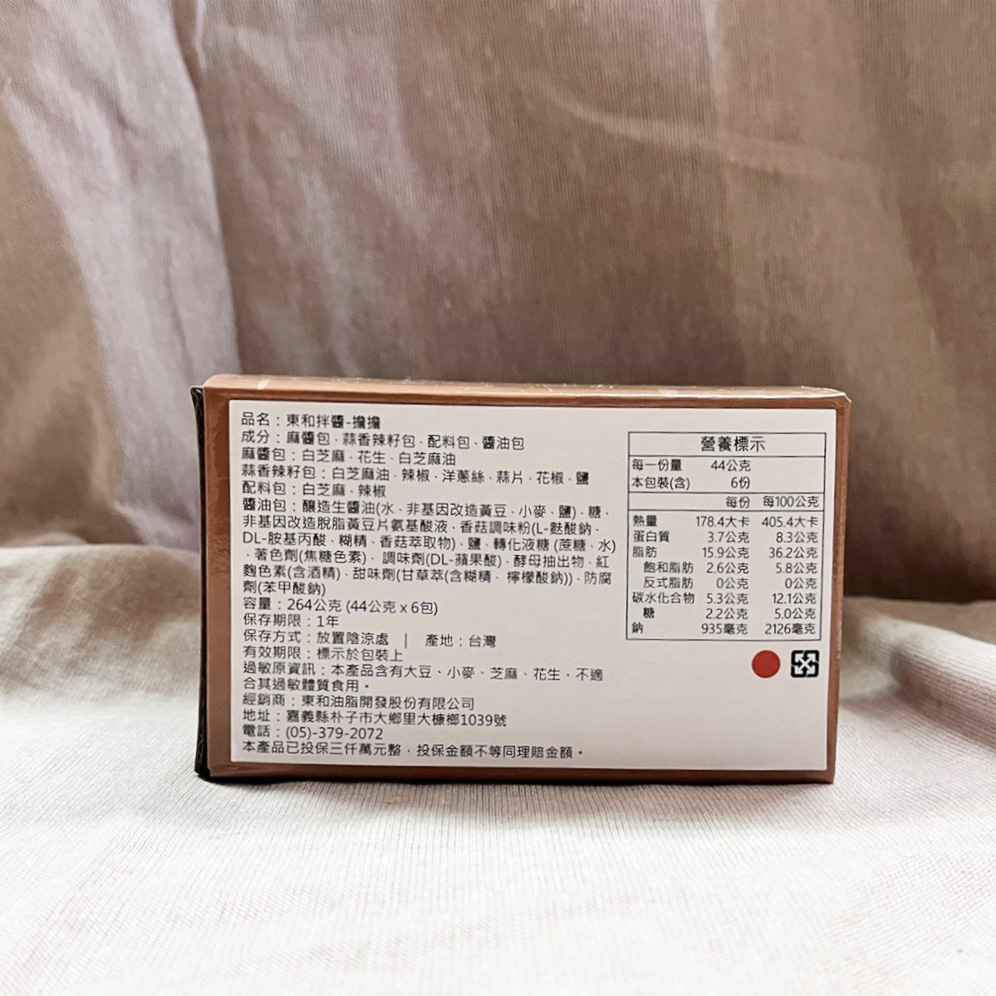 品名：東和拌醬-擔擔
成分：麻醬包、蒜香辣籽包、配料包、醬油包
麻醬包：白芝麻、花生、白芝麻油
蒜香辣籽包：白芝麻油、辣椒、洋蔥絲、蒜片、花椒、鹽
配料包：白芝麻、辣椒
醬油包：釀造生醬油(水、非基因改造黃豆、小麥、鹽)、糖、
非基因改造脫脂黃豆片氨基酸液、香菇調味粉(L-麩酸鈉、
DL-胺基丙酸、糊精、香菇萃取物)、鹽、轉化液糖 (蔗糖、水)
、著色劑(焦糖色素)、調味劑(DL-蘋果酸)、酵母抽出物、紅
麴色素(含酒精)、甜味劑(甘草萃(含糊精、檸檬酸鈉))、防腐
劑(苯甲酸鈉)
容量：264公克 (44公克 x 6包)
保存期限：1年
保存方式：放置陰涼處 | 產地：台灣
有效期限：標示於包裝上
過敏原資訊：本產品含有大豆、小麥、芝麻、花生，不適
合其過敏體質食用。
經銷商：東和油脂開發股份有限公司
地址：嘉義縣朴子市大鄉里大槺榔1039號
電話：(05)-379-2072
本產品已投保三仟萬元整，投保金額不等同理賠金額。
營養標示
每一份量 44公克
本包裝(含) 6份
每份 每100公克
熱量 178.4大卡 405.4大卡
蛋白質 3.7公克 8.3公克
脂肪 15.9公克 36.2公克
飽和脂肪 2.6公克 5.8公克
反式脂肪 0公克 0公克
碳水化合物 5.3公克 12.1公克
糖 2.2公克 5.0公克
鈉 935毫克 2126毫克